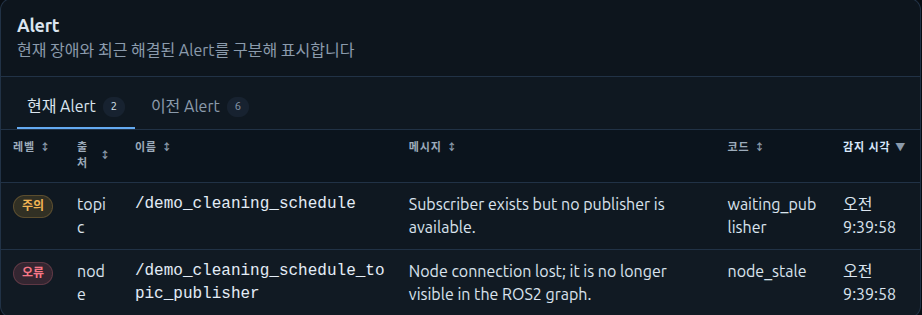 Alert
현재 장애와 최근 해결된 Alert를 구분해 표시합니다
현재 Alert 2 이전 Alert 6
레벨 출처 이름 메시지 코드 감지 시각
주의 topic /demo_cleaning_schedule Subscriber exists but no publisher is available. waiting_publisher 오전 9:39:58
오류 node /demo_cleaning_schedule_topic_publisher Node connection lost; it is no longer visible in the ROS2 graph. node_stale 오전 9:39:58